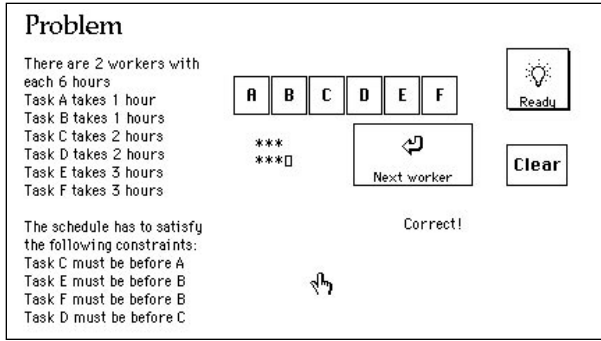 Problem
There are 2 workers with
each 6 hours
Task A takes 1 hour
Task B takes 1 hours
Task C takes 2 hours
Task D takes 2 hours
Task E takes 3 hours
Task F takes 3 hours
The schedule has to satisfy
the following constraints:
Task C must be before A
Task E must be before B
Task F must be before B
Task D must be before C
A B C D E F
***
***▯
Next worker
Correct!
Ready
Clear